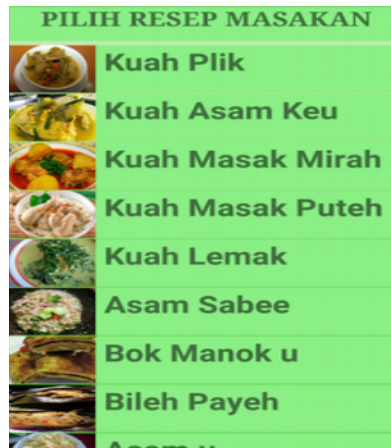 PILIH RESEP MASAKAN
Kuah Plik
Kuah Asam Keu
Kuah Masak Mirah
Kuah Masak Puteh
Kuah Lemak
Asam Sabee
Bok Manok u
Bileh Payeh
Asam u